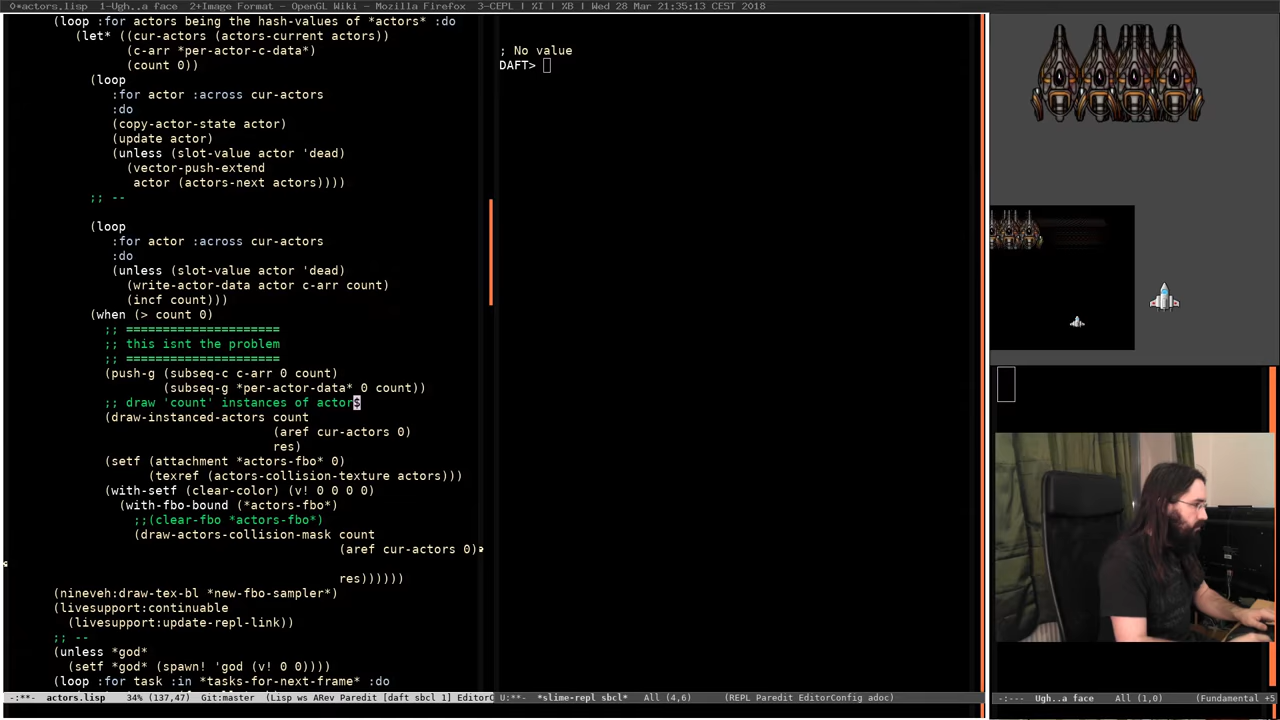 0*actors.lisp  1-Ugh..a face  2+Image Format - OpenGL Wiki - Mozilla Firefox  3-CEPL | %I | %B | Wed 28 Mar 21:35:13 CEST 2018
(loop :for actors being the hash-values of *actors* :do
(let* ((cur-actors (actors-current actors))
(c-arr *per-actor-c-data*)
(count 0))
(loop
:for actor :across cur-actors
:do
(copy-actor-state actor)
(update actor)
(unless (slot-value actor 'dead)
(vector-push-extend
actor (actors-next actors))))
;; --
(loop
:for actor :across cur-actors
:do
(unless (slot-value actor 'dead)
(write-actor-data actor c-arr count)
(incf count)))
(when (> count 0)
;; =====================
;; this isnt the problem
;; =====================
(push-g (subseq-c c-arr 0 count)
(subseq-g *per-actor-data* 0 count))
;; draw 'count' instances of actors
(draw-instanced-actors count
(aref cur-actors 0)
res)
(setf (attachment *actors-fbo* 0)
(texref (actors-collision-texture actors)))
(with-setf (clear-color) (v! 0 0 0 0)
(with-fbo-bound (*actors-fbo*)
;;(clear-fbo *actors-fbo*)
(draw-actors-collision-mask count
(aref cur-actors 0)
res))))))
(nineveh:draw-tex-bl *new-fbo-sampler*)
(livesupport:continuable
(livesupport:update-repl-link))
;; --
(unless *god*
(setf *god* (spawn! 'god (v! 0 0))))
(loop :for task :in *tasks-for-next-frame* :do
-:**-  actors.lisp   34% (137,47)   Git:master  (Lisp ws ARev Paredit [daft sbcl 1] EditorC
; No value
DAFT>
U:**-  *slime-repl sbcl*   All (4,6)      (REPL Paredit EditorConfig adoc)
-:---  Ugh..a face    All (1,0)      (Fundamental +5